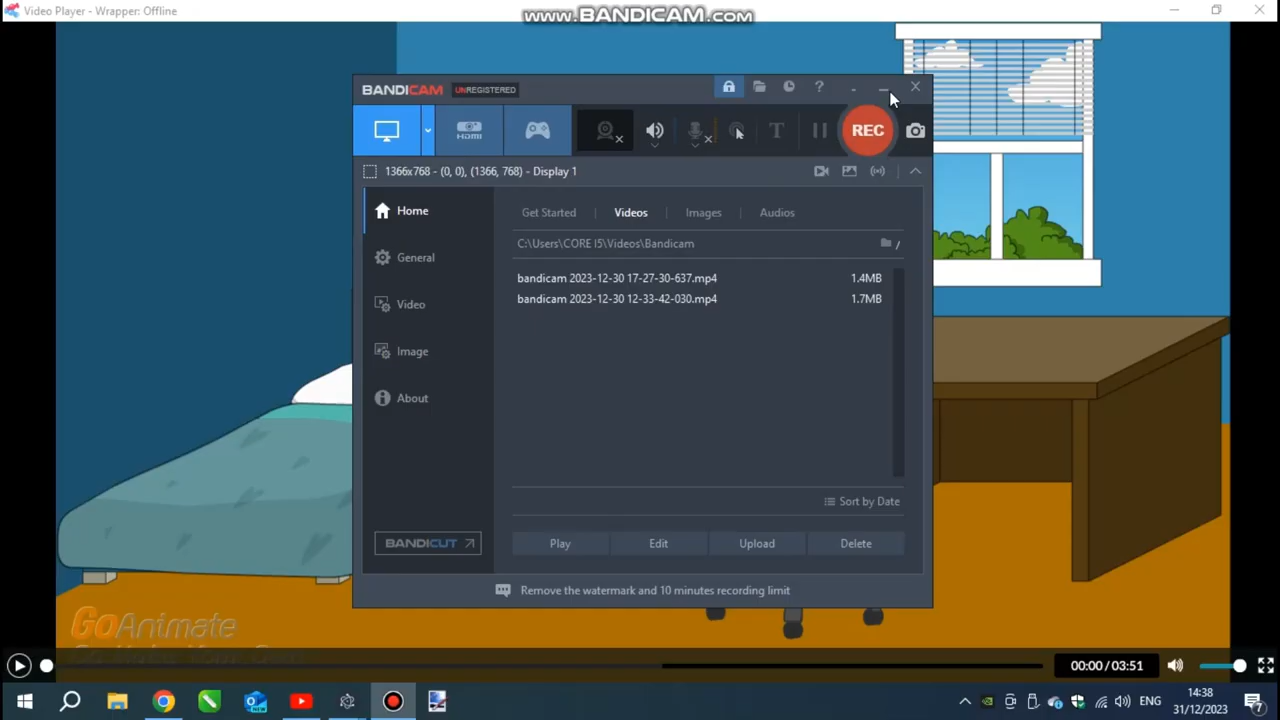 Video Player - Wrapper: Offline
www.BANDICAM.com
BANDICAM UNREGISTERED
?
HDMI
T
REC
1366x768 - (0, 0), (1366, 768) - Display 1
Home
General
Video
Image
About
BANDICUT
Get Started
Videos
Images
Audios
C:\Users\CORE I5\Videos\Bandicam
/
bandicam 2023-12-30 17-27-30-637.mp4 1.4MB
bandicam 2023-12-30 12-33-42-030.mp4 1.7MB
Sort by Date
Play
Edit
Upload
Delete
Remove the watermark and 10 minutes recording limit
GoAnimate
00:00 / 03:51
NEW
ENG
14:38
31/12/2023
7